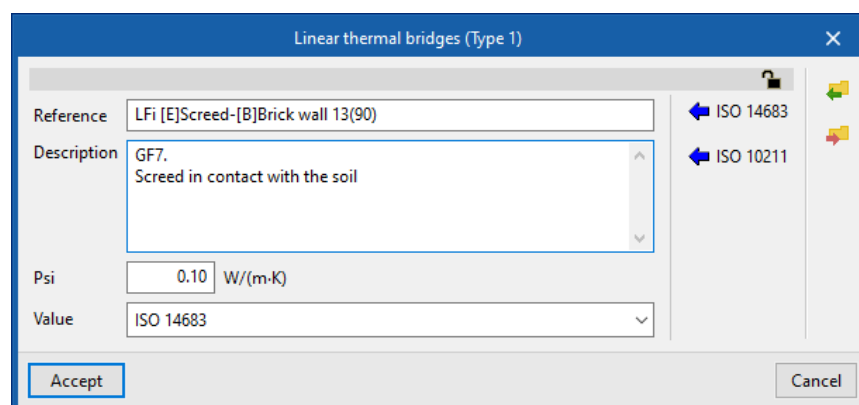 Linear thermal bridges (Type 1)
Reference
LFi [E]Screed-[B]Brick wall 13(90)
ISO 14683
Description
GF7.
Screed in contact with the soil
ISO 10211
Psi
0.10 W/(m·K)
Value
ISO 14683
Accept
Cancel